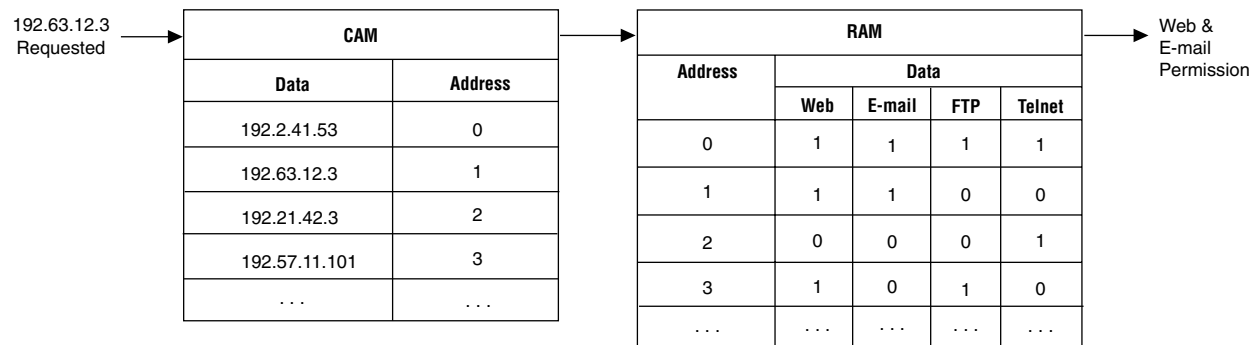 192.63.12.3
Requested
CAM
Data Address
192.2.41.53 0
192.63.12.3 1
192.21.42.3 2
192.57.11.101 3
. . . . . .
RAM
Address Data
Web E-mail FTP Telnet
0 1 1 1 1
1 1 1 0 0
2 0 0 0 1
3 1 0 1 0
. . . . . . . . . . . . . . .
Web &
E-mail
Permission